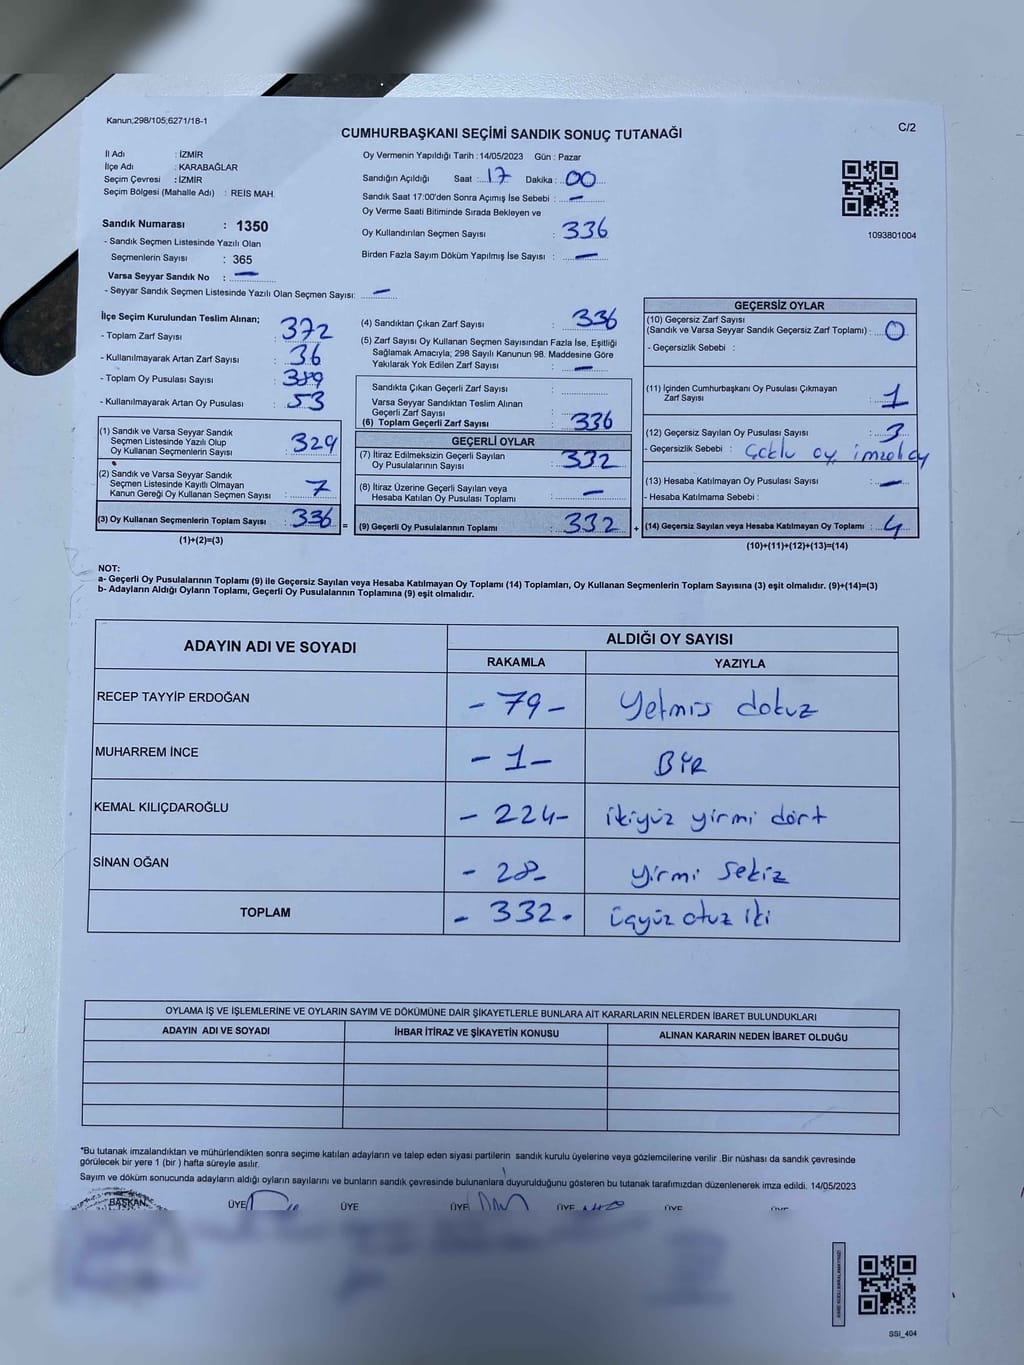 Kanun;298/105;6271/18-1
C/2
CUMHURBAŞKANI SEÇİMİ SANDIK SONUÇ TUTANAĞI
İl Adı : İZMİR
İlçe Adı : KARABAĞLAR
Seçim Çevresi : İZMİR
Seçim Bölgesi (Mahalle Adı) : REİS MAH.
Sandık Numarası : 1350
- Sandık Seçmen Listesinde Yazılı Olan
Seçmenlerin Sayısı : 365
Varsa Seyyar Sandık No : —
- Seyyar Sandık Seçmen Listesinde Yazılı Olan Seçmen Sayısı: —
Oy Vermenin Yapıldığı Tarih : 14/05/2023 Gün : Pazar
Sandığın Açıldığı Saat : 17 Dakika : 00
Sandık Saat 17:00'den Sonra Açımış İse Sebebi : —
Oy Verme Saati Bitiminde Sırada Bekleyen ve
Oy Kullandırılan Seçmen Sayısı : 336
Birden Fazla Sayım Döküm Yapılmış İse Sayısı : —
1093801004
İlçe Seçim Kurulundan Teslim Alınan;
- Toplam Zarf Sayısı : 372
- Kullanılmayarak Artan Zarf Sayısı : 36
- Toplam Oy Pusulası Sayısı : 389
- Kullanılmayarak Artan Oy Pusulası : 53
(1) Sandık ve Varsa Seyyar Sandık
Seçmen Listesinde Yazılı Olup
Oy Kullanan Seçmenlerin Sayısı : 329
(2) Sandık ve Varsa Seyyar Sandık
Seçmen Listesinde Kayıtlı Olmayan
Kanun Gereği Oy Kullanan Seçmen Sayısı : 7
(3) Oy Kullanan Seçmenlerin Toplam Sayısı : 336
(1)+(2)=(3)
(4) Sandıktan Çıkan Zarf Sayısı : 336
(5) Zarf Sayısı Oy Kullanan Seçmen Sayısından Fazla İse, Eşitliği
Sağlamak Amacıyla; 298 Sayılı Kanunun 98. Maddesine Göre
Yakılarak Yok Edilen Zarf Sayısı : —
Sandıkta Çıkan Geçerli Zarf Sayısı :
Varsa Seyyar Sandıktan Teslim Alınan
Geçerli Zarf Sayısı :
(6) Toplam Geçerli Zarf Sayısı : 336
GEÇERLİ OYLAR
(7) İtiraz Edilmeksizin Geçerli Sayılan
Oy Pusulalarının Sayısı : 332
(8) İtiraz Üzerine Geçerli Sayılan veya
Hesaba Katılan Oy Pusulası Toplamı : —
= (9) Geçerli Oy Pusulalarının Toplamı : 332
GEÇERSİZ OYLAR
(10) Geçersiz Zarf Sayısı
(Sandık ve Varsa Seyyar Sandık Geçersiz Zarf Toplamı) : 0
- Geçersizlik Sebebi :
(11) İçinden Cumhurbaşkanı Oy Pusulası Çıkmayan
Zarf Sayısı : 1
(12) Geçersiz Sayılan Oy Pusulası Sayısı : 3
- Geçersizlik Sebebi : Çoklu oy, imzalı oy
(13) Hesaba Katılmayan Oy Pusulası Sayısı : —
- Hesaba Katılmama Sebebi :
+ (14) Geçersiz Sayılan veya Hesaba Katılmayan Oy Toplamı : 4
(10)+(11)+(12)+(13)=(14)
NOT:
a- Geçerli Oy Pusulalarının Toplamı (9) ile Geçersiz Sayılan veya Hesaba Katılmayan Oy Toplamı (14) Toplamları, Oy Kullanan Seçmenlerin Toplam Sayısına (3) eşit olmalıdır. (9)+(14)=(3)
b- Adayların Aldığı Oyların Toplamı, Geçerli Oy Pusulalarının Toplamına (9) eşit olmalıdır.
ADAYIN ADI VE SOYADI ALDIĞI OY SAYISI
RAKAMLA YAZIYLA
RECEP TAYYİP ERDOĞAN - 79 - Yetmiş dokuz
MUHARREM İNCE - 1 - BİR
KEMAL KILIÇDAROĞLU - 224 - ikiyüz yirmi dört
SİNAN OĞAN - 28 - yirmi sekiz
TOPLAM - 332 - üçyüz otuz iki
OYLAMA İŞ VE İŞLEMLERİNE VE OYLARIN SAYIM VE DÖKÜMÜNE DAİR ŞİKAYETLERLE BUNLARA AİT KARARLARIN NELERDEN İBARET BULUNDUKLARI
ADAYIN ADI VE SOYADI İHBAR İTİRAZ VE ŞİKAYETİN KONUSU ALINAN KARARIN NEDEN İBARET OLDUĞU
*Bu tutanak imzalandıktan ve mühürlendikten sonra seçime katılan adayların ve talep eden siyasi partilerin sandık kurulu üyelerine veya gözlemcilerine verilir .Bir nüshası da sandık çevresinde
görülecek bir yere 1 (bir ) hafta süreyle asılır.
Sayım ve döküm sonucunda adayların aldığı oyların sayılarını ve bunların sandık çevresinde bulunanlara duyurulduğunu gösteren bu tutanak tarafımızdan düzenlenerek imza edildi. 14/05/2023
BAŞKAN ÜYE ÜYE ÜYE ÜYE ÜYE ÜYE
SSI_404